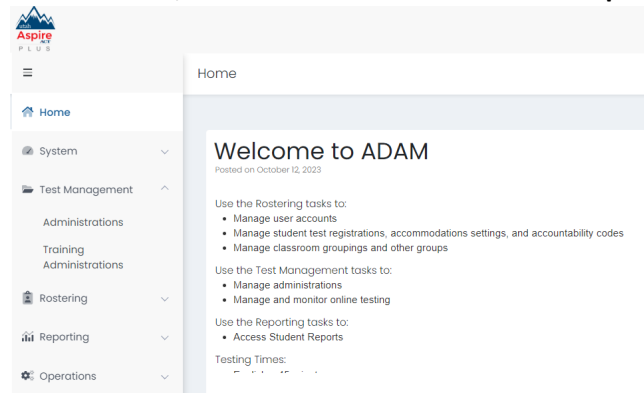 utah
Aspire
ACT
PLUS
Home
Home
System
Test Management
Administrations
Training
Administrations
Rostering
Reporting
Operations
Welcome to ADAM
Posted on October 12, 2023
Use the Rostering tasks to:
Manage user accounts
Manage student test registrations, accommodations settings, and accountability codes
Manage classroom groupings and other groups
Use the Test Management tasks to:
Manage administrations
Manage and monitor online testing
Use the Reporting tasks to:
Access Student Reports
Testing Times: